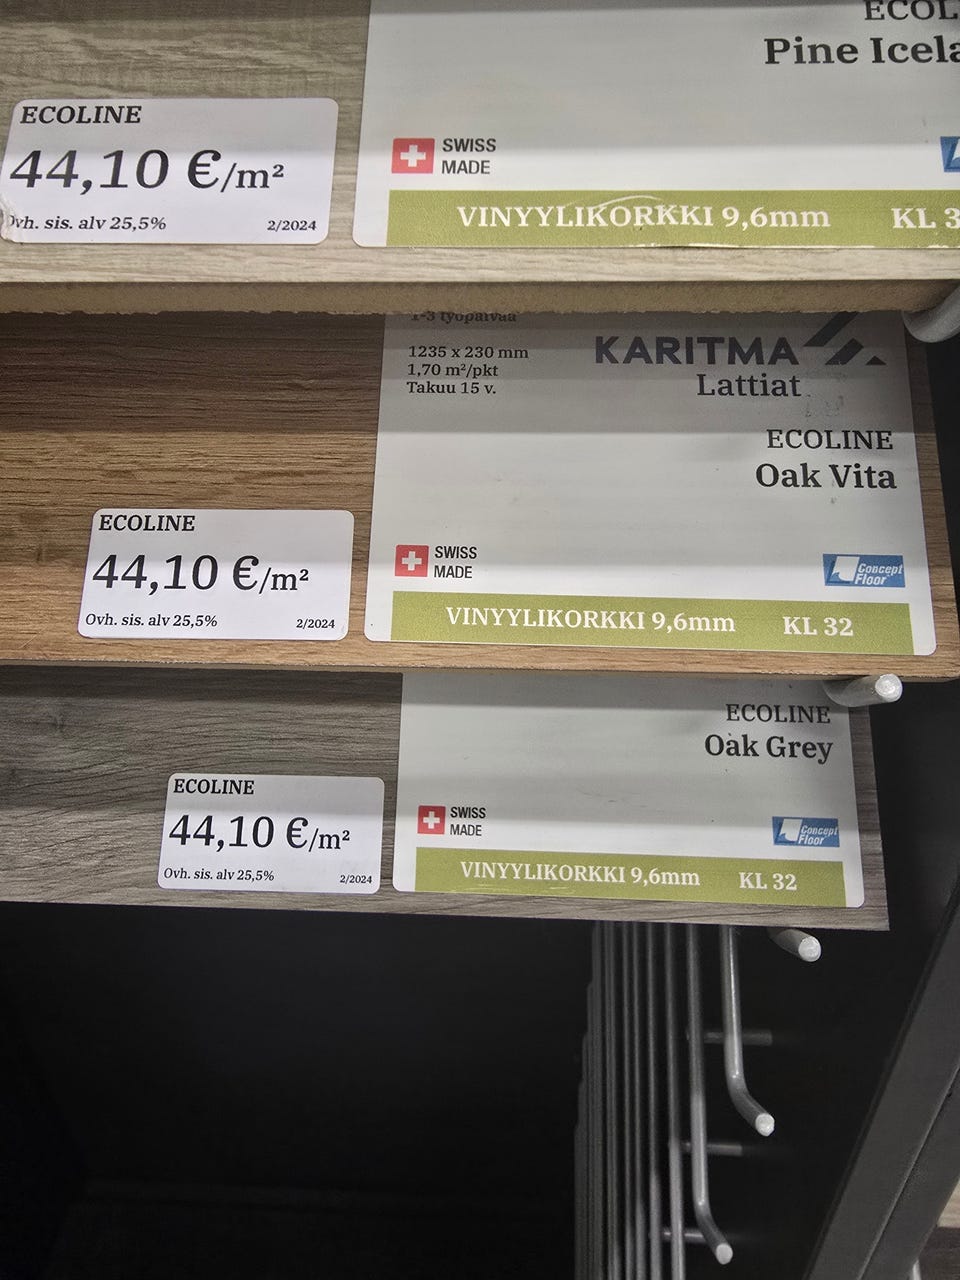 ECOLINE
44,10 €/m²
Ovh. sis. alv 25,5%
2/2024
ECOL
Pine Icela
SWISS
MADE
VINYYLIKORKKI 9,6mm KL 3
1-3 työpäivää
1235 x 230 mm
1,70 m²/pkt
Takuu 15 v.
KARITMA
Lattiat
ECOLINE
Oak Vita
ECOLINE
44,10 €/m²
Ovh. sis. alv 25,5%
2/2024
SWISS
MADE
Concept
Floor
VINYYLIKORKKI 9,6mm KL 32
ECOLINE
Oak Grey
ECOLINE
44,10 €/m²
Ovh. sis. alv 25,5%
2/2024
SWISS
MADE
Concept
Floor
VINYYLIKORKKI 9,6mm KL 32